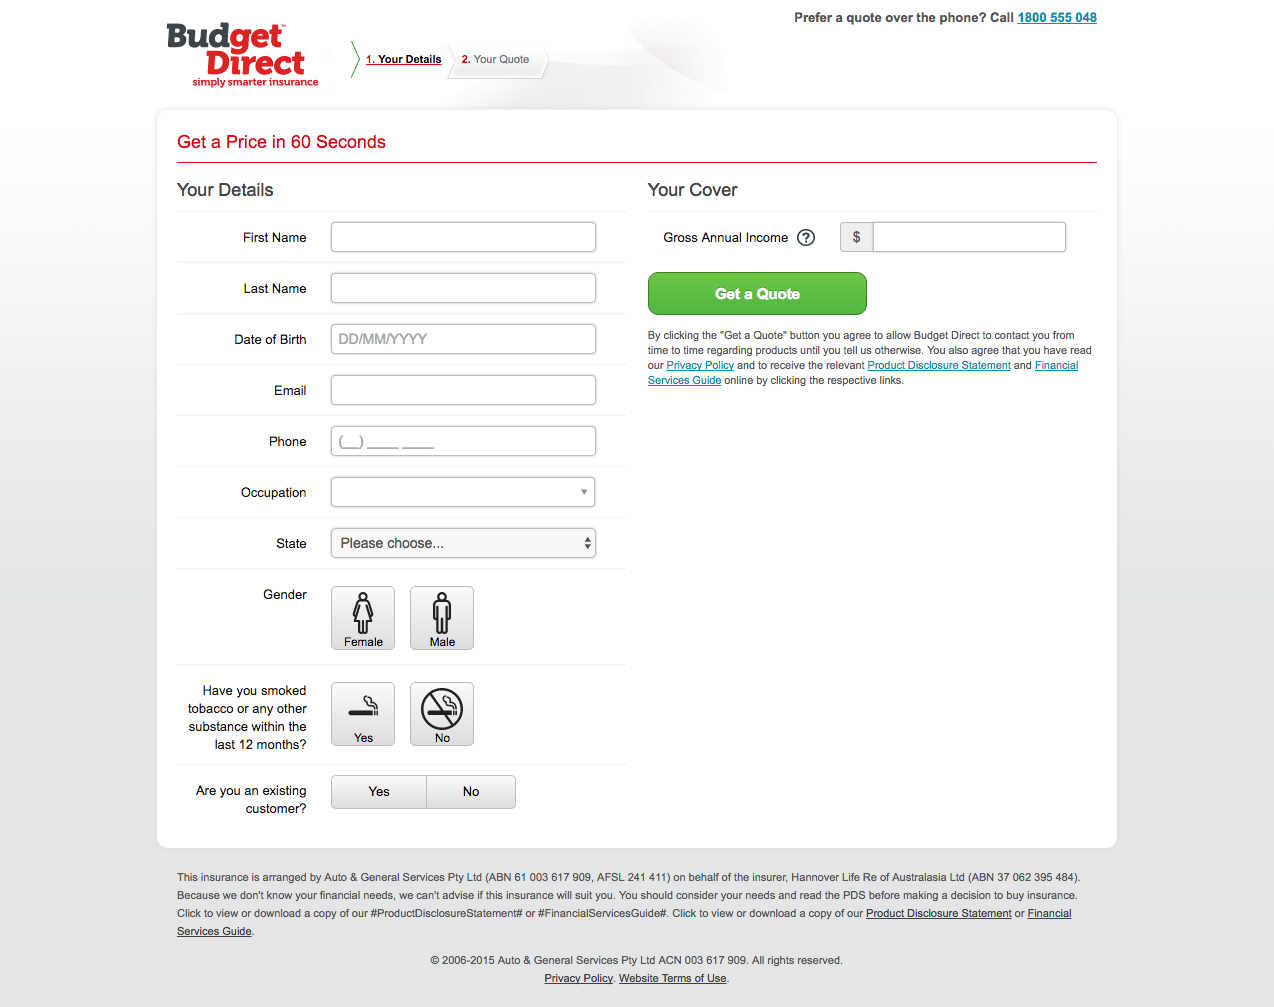 Prefer a quote over the phone? Call 1800 555 048
Budget™
Direct
simply smarter insurance
1. Your Details
2. Your Quote
Get a Price in 60 Seconds
Your Details
First Name
Last Name
Date of Birth
DD/MM/YYYY
Email
Phone
(__) ____ ____
Occupation
State
Please choose...
Gender
Female
Male
Have you smoked
tobacco or any other
substance within the
last 12 months?
Yes
No
Are you an existing
customer?
Yes
No
Your Cover
Gross Annual Income ?
$
Get a Quote
By clicking the "Get a Quote" button you agree to allow Budget Direct to contact you from
time to time regarding products until you tell us otherwise. You also agree that you have read
our Privacy Policy and to receive the relevant Product Disclosure Statement and Financial
Services Guide online by clicking the respective links.
This insurance is arranged by Auto & General Services Pty Ltd (ABN 61 003 617 909, AFSL 241 411) on behalf of the insurer, Hannover Life Re of Australasia Ltd (ABN 37 062 395 484).
Because we don't know your financial needs, we can't advise if this insurance will suit you. You should consider your needs and read the PDS before making a decision to buy insurance.
Click to view or download a copy of our #ProductDisclosureStatement# or #FinancialServicesGuide#. Click to view or download a copy of our Product Disclosure Statement or Financial
Services Guide.
© 2006-2015 Auto & General Services Pty Ltd ACN 003 617 909. All rights reserved.
Privacy Policy. Website Terms of Use.